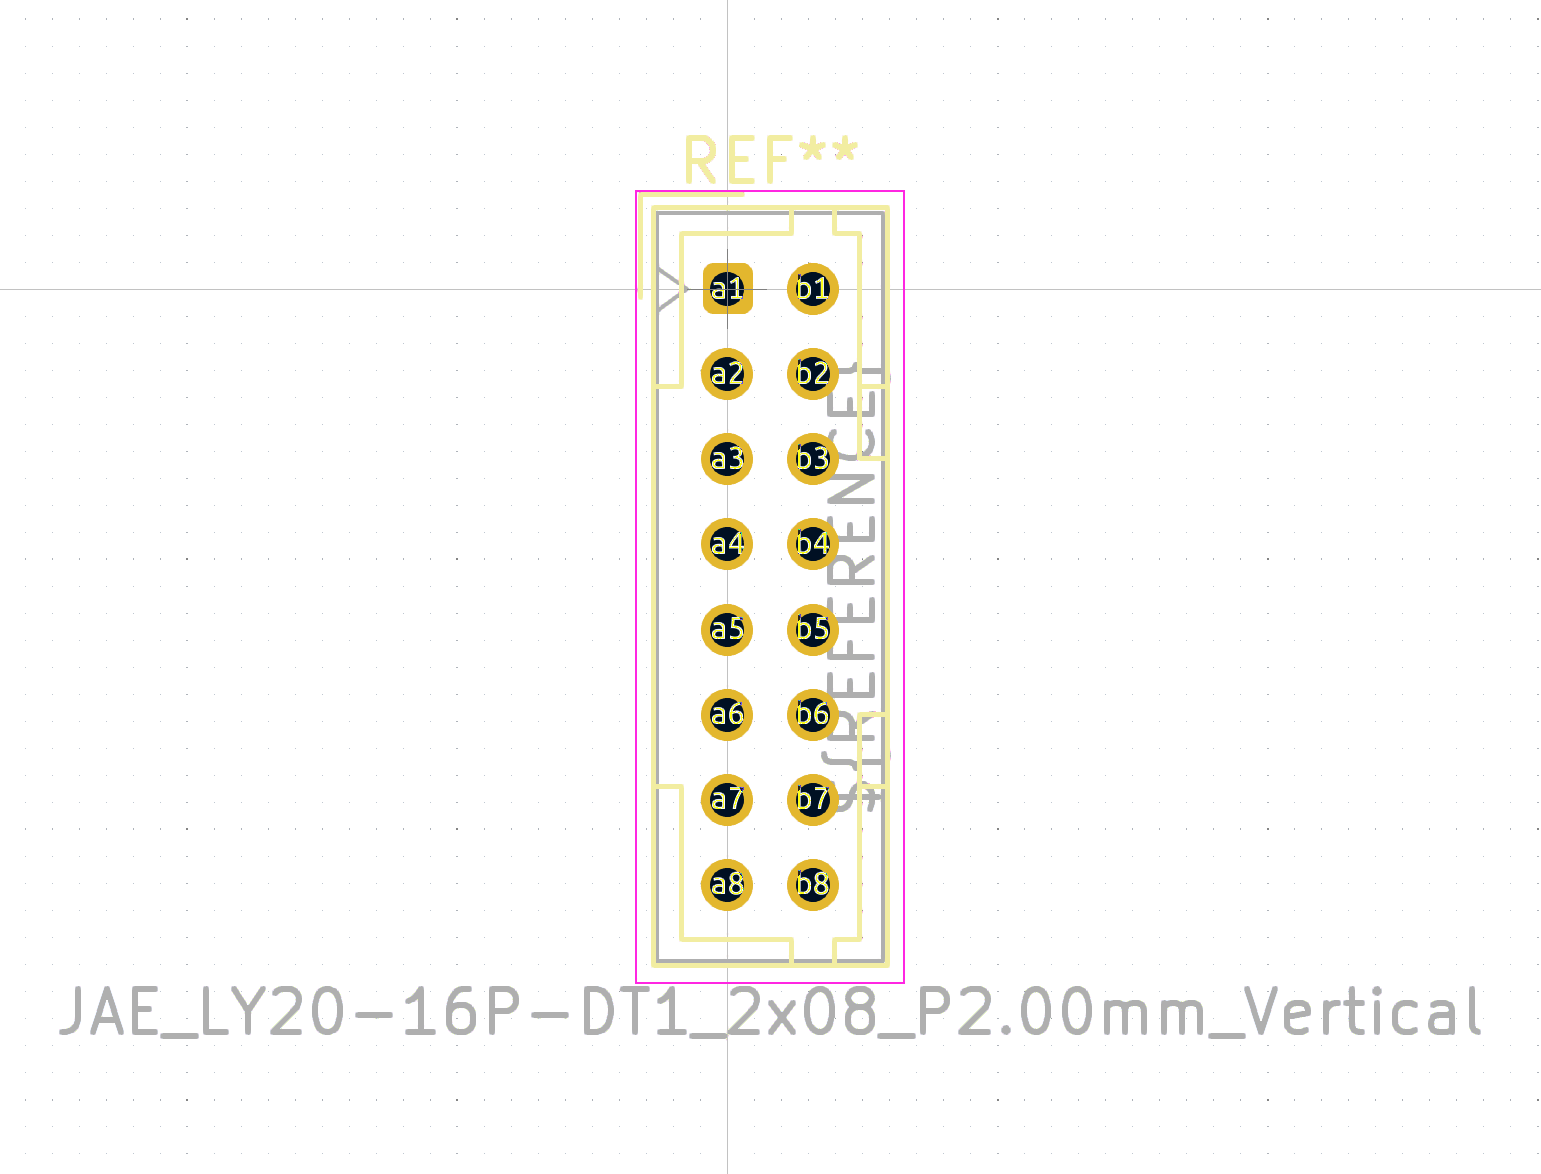 REF**
a1 b1
a2 b2
a3 b3
a4 b4
a5 b5
a6 b6
a7 b7
a8 b8
${REFERENCE}
JAE_LY20-16P-DT1_2x08_P2.00mm_Vertical